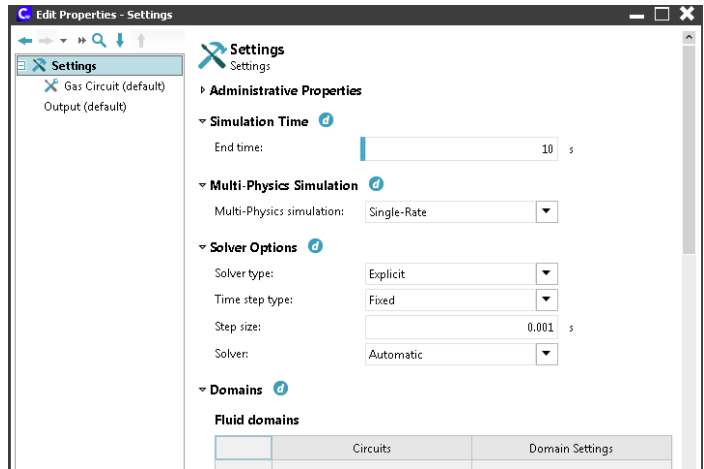 C. Edit Properties - Settings
Settings
Gas Circuit (default)
Output (default)
Settings
Settings
Administrative Properties
Simulation Time d
End time: 10 s
Multi-Physics Simulation d
Multi-Physics simulation: Single-Rate
Solver Options d
Solver type: Explicit
Time step type: Fixed
Step size: 0.001 s
Solver: Automatic
Domains d
Fluid domains
Circuits Domain Settings